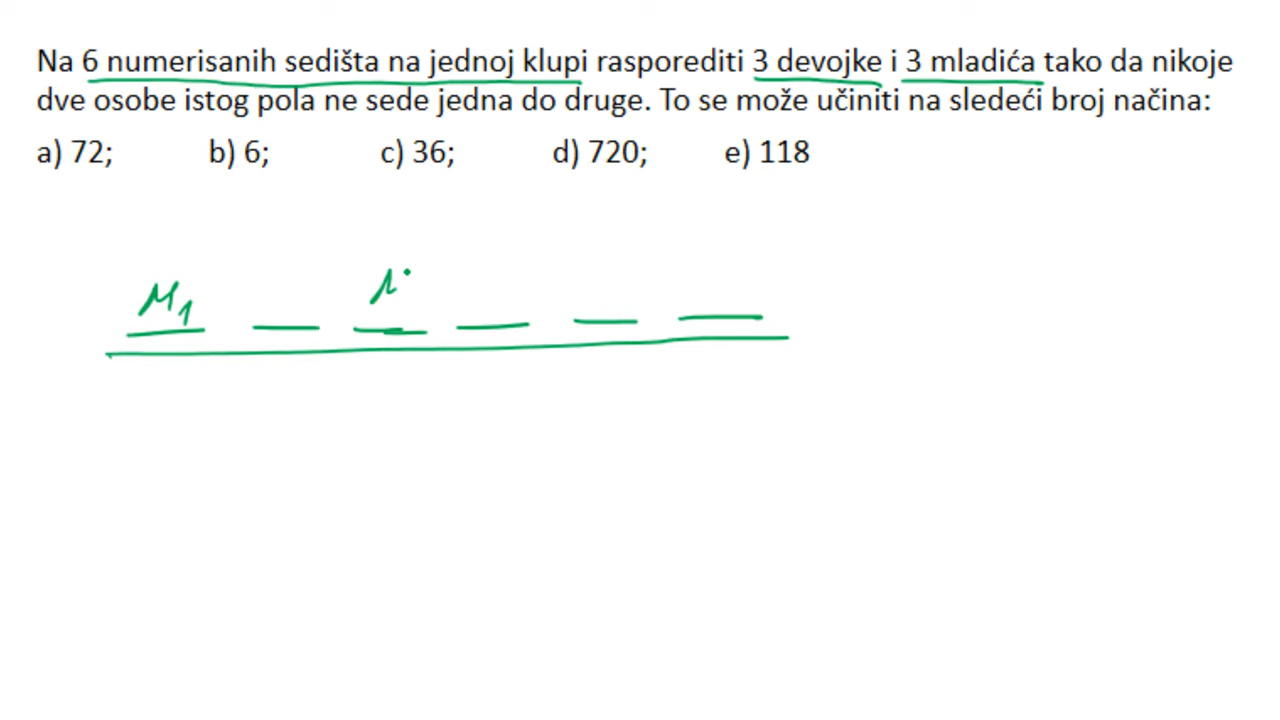 Na 6 numerisanih sedišta na jednoj klupi rasporediti 3 devojke i 3 mladića tako da nikoje
dve osobe istog pola ne sede jedna do druge. To se može učiniti na sledeći broj načina:
a) 72; b) 6; c) 36; d) 720; e) 118
M1